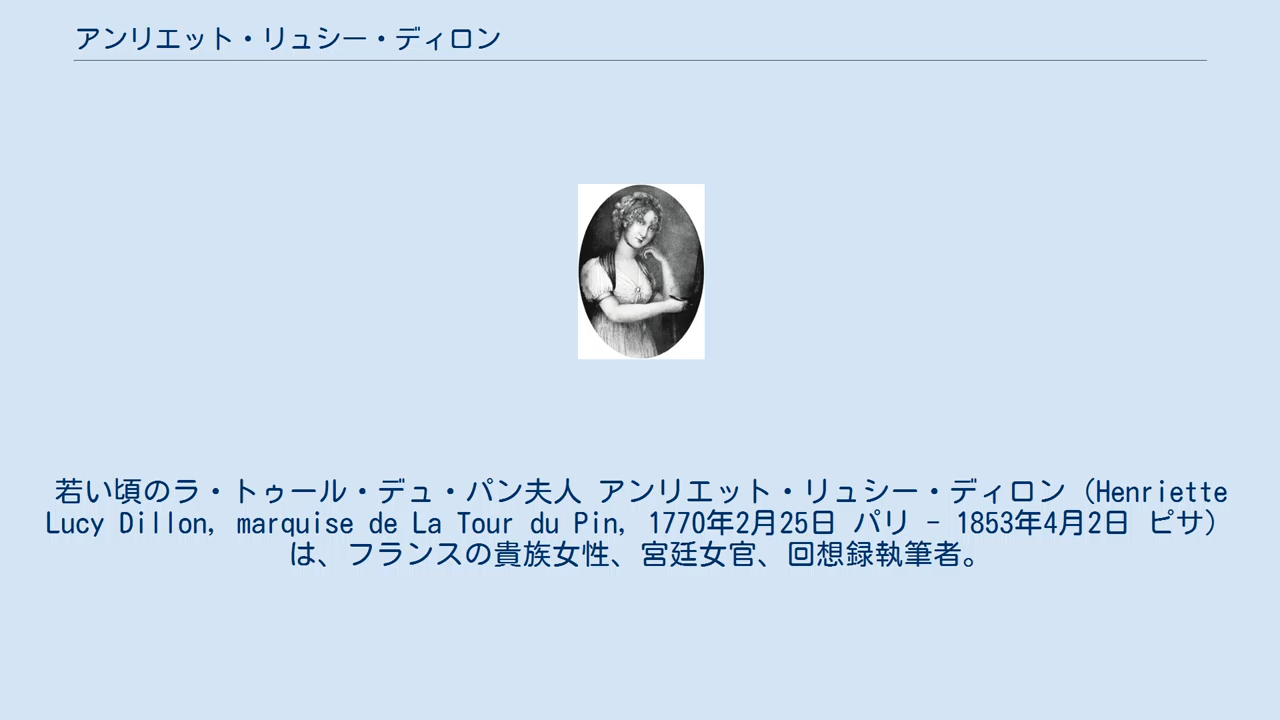 アンリエット・リュシー・ディロン
若い頃のラ・トゥール・デュ・パン夫人 アンリエット・リュシー・ディロン（Henriette
Lucy Dillon, marquise de La Tour du Pin, 1770年2月25日 パリ - 1853年4月2日 ピサ）
は、フランスの貴族女性、宮廷女官、回想録執筆者。